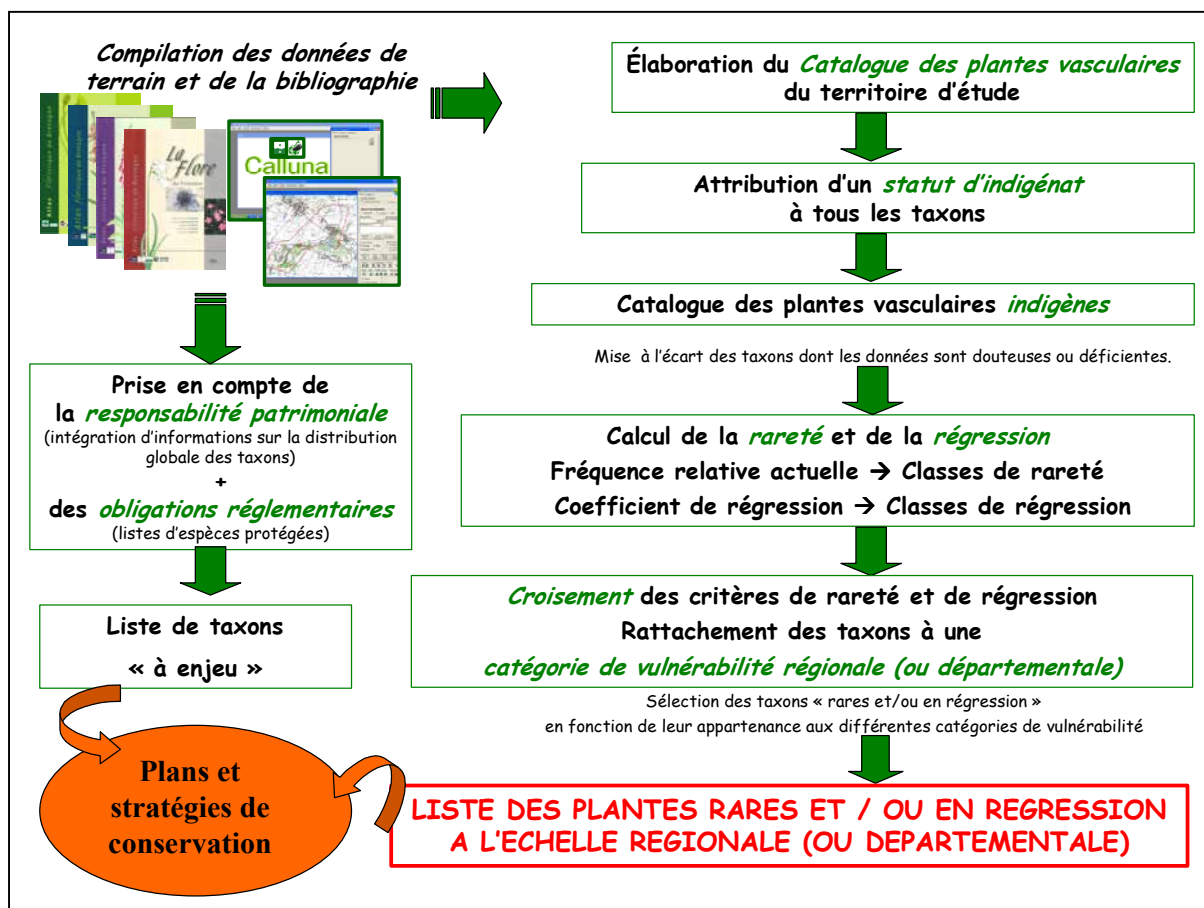 Compilation des données de
terrain et de la bibliographie
La
Flore
Calluna
Prise en compte de
la responsabilité patrimoniale
(intégration d'informations sur la distribution
globale des taxons)
+
des obligations réglementaires
(listes d'espèces protégées)
Liste de taxons
« à enjeu »
Plans et
stratégies de
conservation
Élaboration du Catalogue des plantes vasculaires
du territoire d'étude
Attribution d'un statut d'indigénat
à tous les taxons
Catalogue des plantes vasculaires indigènes
Mise à l'écart des taxons dont les données sont douteuses ou déficientes.
Calcul de la rareté et de la régression
Fréquence relative actuelle → Classes de rareté
Coefficient de régression → Classes de régression
Croisement des critères de rareté et de régression
Rattachement des taxons à une
catégorie de vulnérabilité régionale (ou départementale)
Sélection des taxons « rares et/ou en régression »
en fonction de leur appartenance aux différentes catégories de vulnérabilité
LISTE DES PLANTES RARES ET / OU EN REGRESSION
A L'ECHELLE REGIONALE (OU DEPARTEMENTALE)